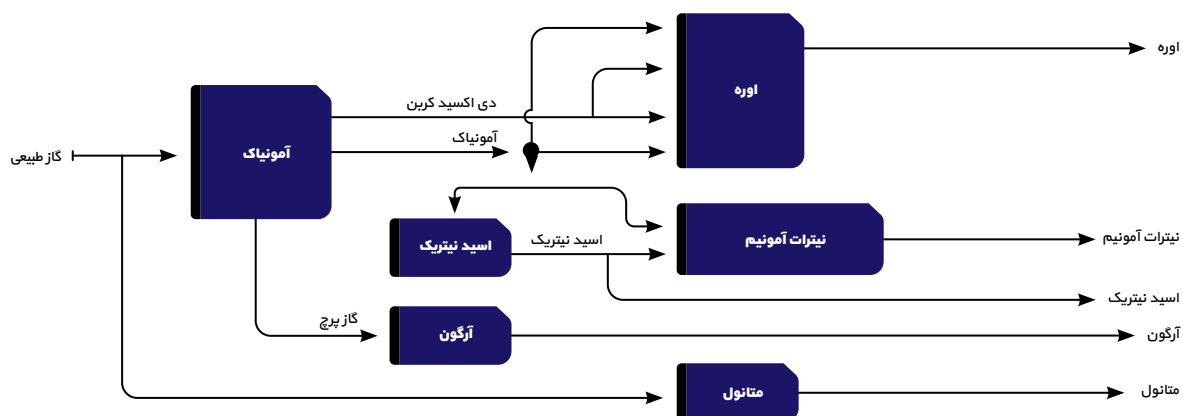 اوره
اوره
دی اکسید کربن
آمونیاک
آمونیاک
گاز طبیعی
نیترات آمونیم
نیترات آمونیم
اسید نیتریک
اسید نیتریک
اسید نیتریک
گاز پرچ
آرگون
آرگون
متانول
متانول